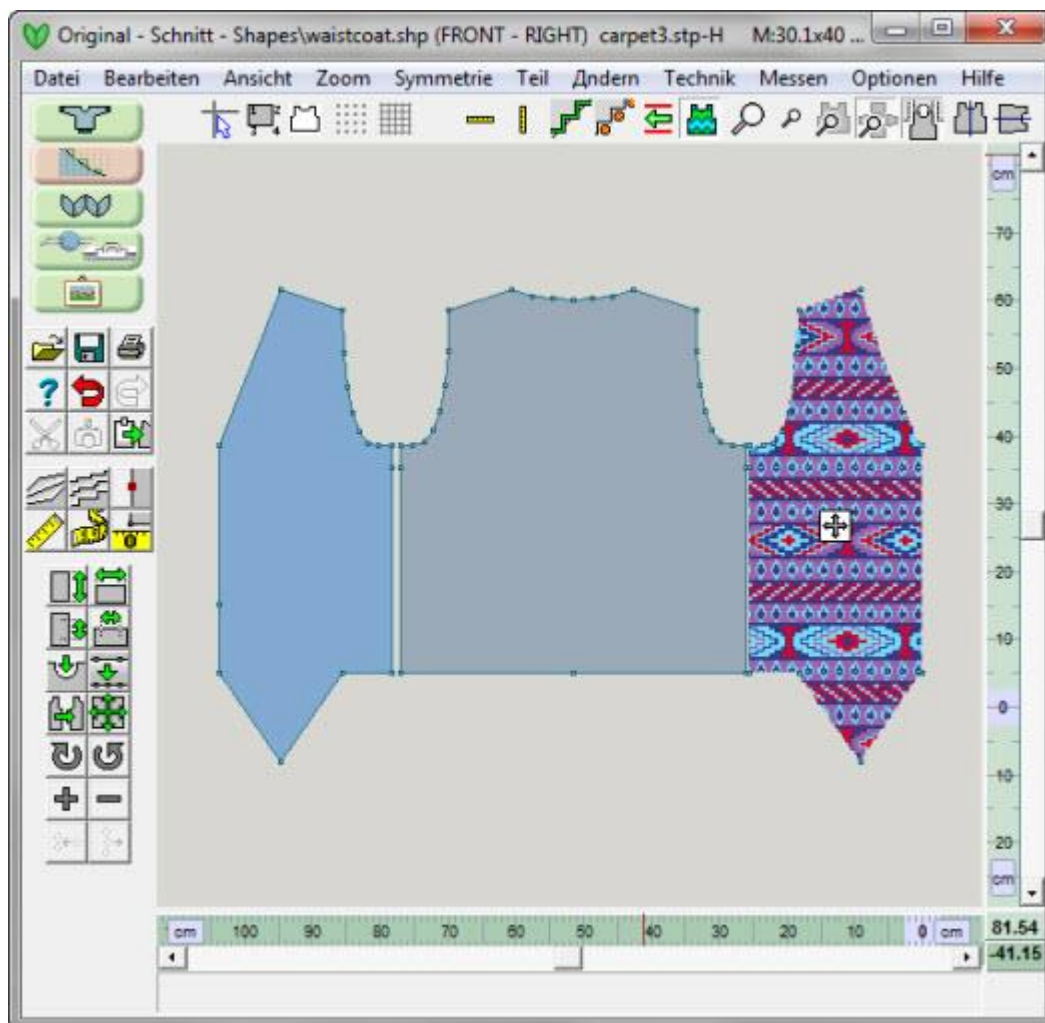 Original - Schnitt - Shapes\waistcoat.shp (FRONT - RIGHT) carpet3.stp-H M:30.1x40 ...
Datei Bearbeiten Ansicht Zoom Symmetrie Teil Дndern Technik Messen Optionen Hilfe
cm
70
60
50
40
30
20
10
0
10
20
cm
cm 100 90 80 70 60 50 40 30 20 10 0 cm
81.54
-41.15